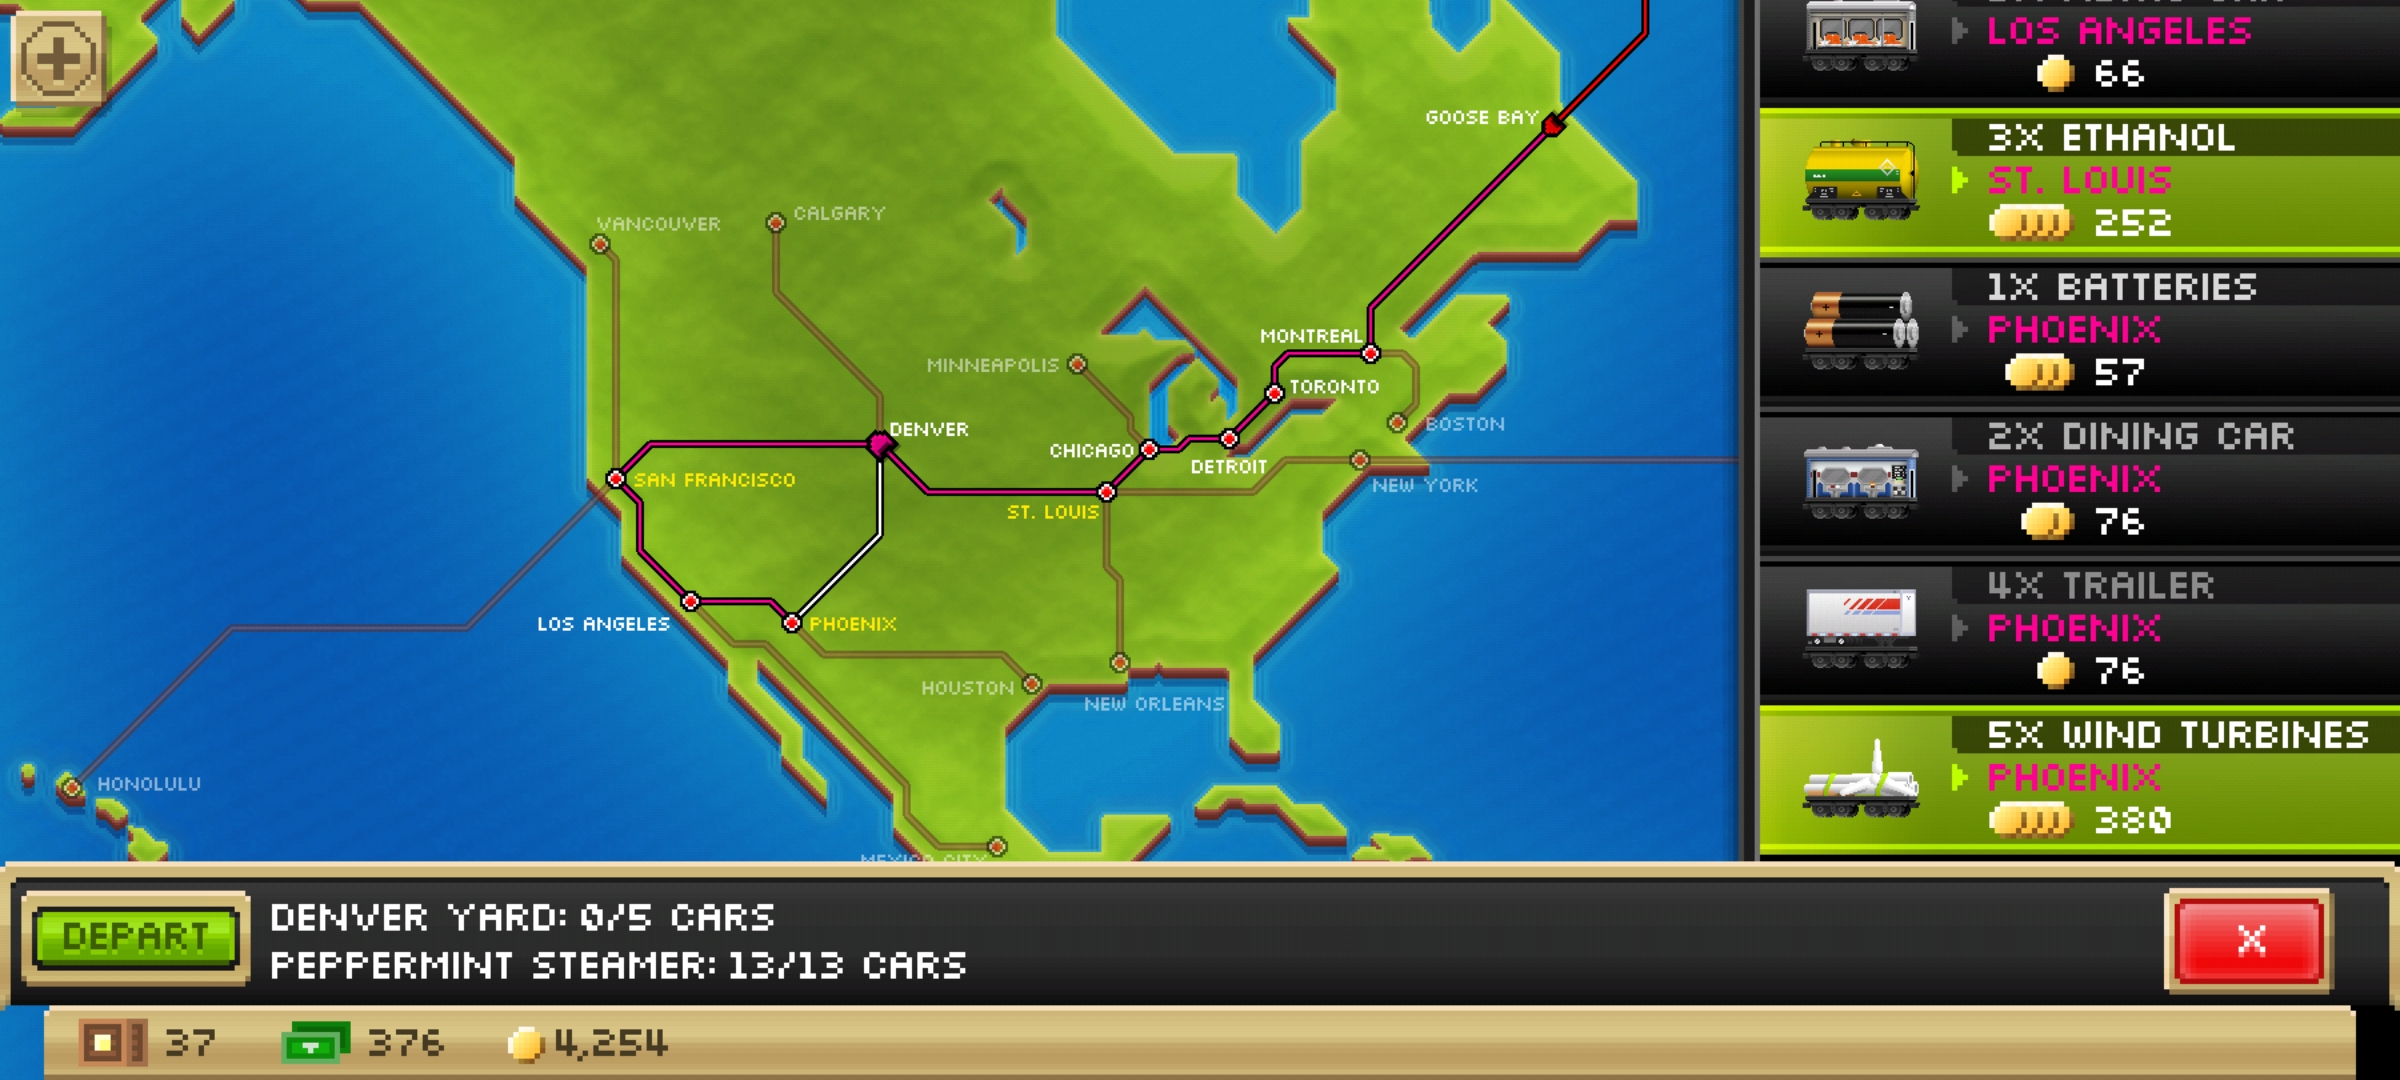 LOS ANGELES
66
3X ETHANOL
ST. LOUIS
252
1X BATTERIES
PHOENIX
57
2X DINING CAR
PHOENIX
76
4X TRAILER
PHOENIX
76
5X WIND TURBINES
PHOENIX
380
GOOSE BAY
VANCOUVER
CALGARY
MONTREAL
MINNEAPOLIS
TORONTO
DENVER
CHICAGO
BOSTON
DETROIT
SAN FRANCISCO
NEW YORK
ST. LOUIS
LOS ANGELES
PHOENIX
HOUSTON
NEW ORLEANS
HONOLULU
MEXICO CITY
DEPART
DENVER YARD: 0/5 CARS
PEPPERMINT STEAMER: 13/13 CARS
X
37
376
4,254